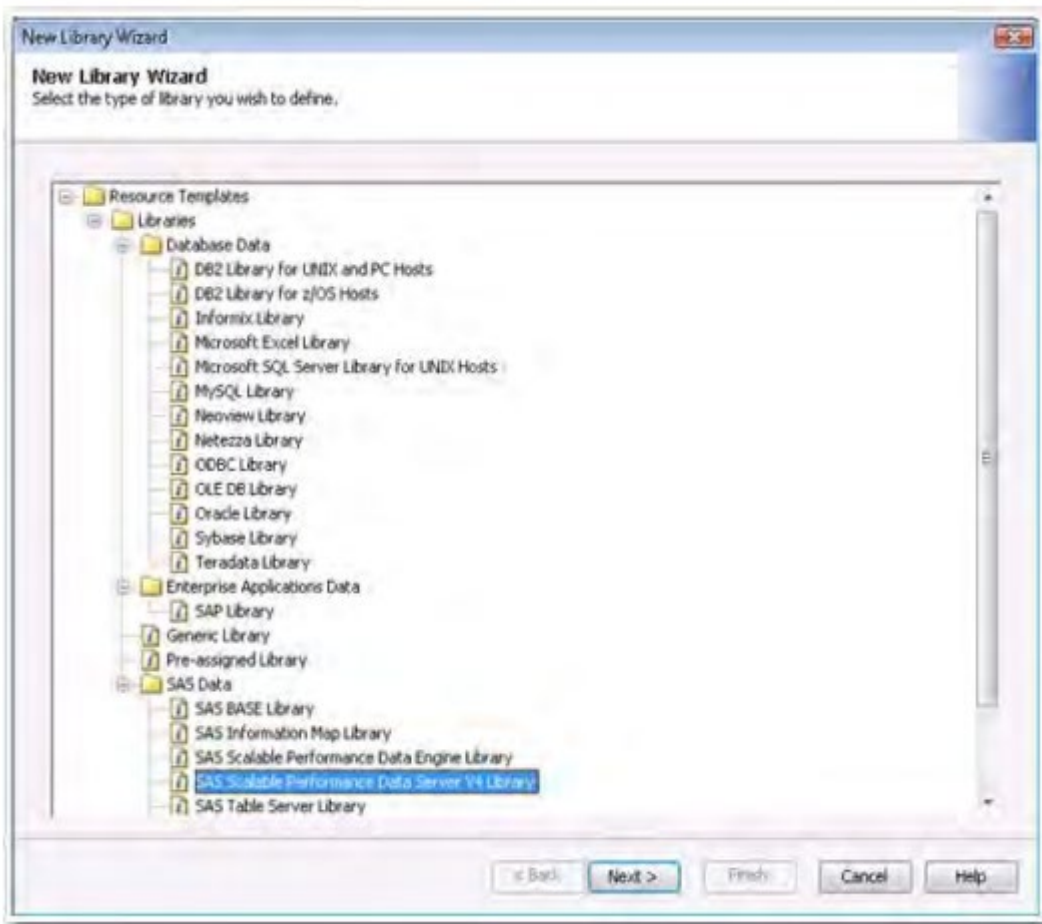 New Library Wizard
New Library Wizard
Select the type of library you wish to define.
Resource Templates
Libraries
Database Data
DB2 Library for UNIX and PC Hosts
DB2 Library for z/OS Hosts
Informix Library
Microsoft Excel Library
Microsoft SQL Server Library for UNIX Hosts
MySQL Library
Neoview Library
Netezza Library
ODBC Library
OLE DB Library
Oracle Library
Sybase Library
Teradata Library
Enterprise Applications Data
SAP Library
Generic Library
Pre-assigned Library
SAS Data
SAS BASE Library
SAS Information Map Library
SAS Scalable Performance Data Engine Library
SAS Scalable Performance Data Server V4 Library
SAS Table Server Library
< Back Next > Finish Cancel Help